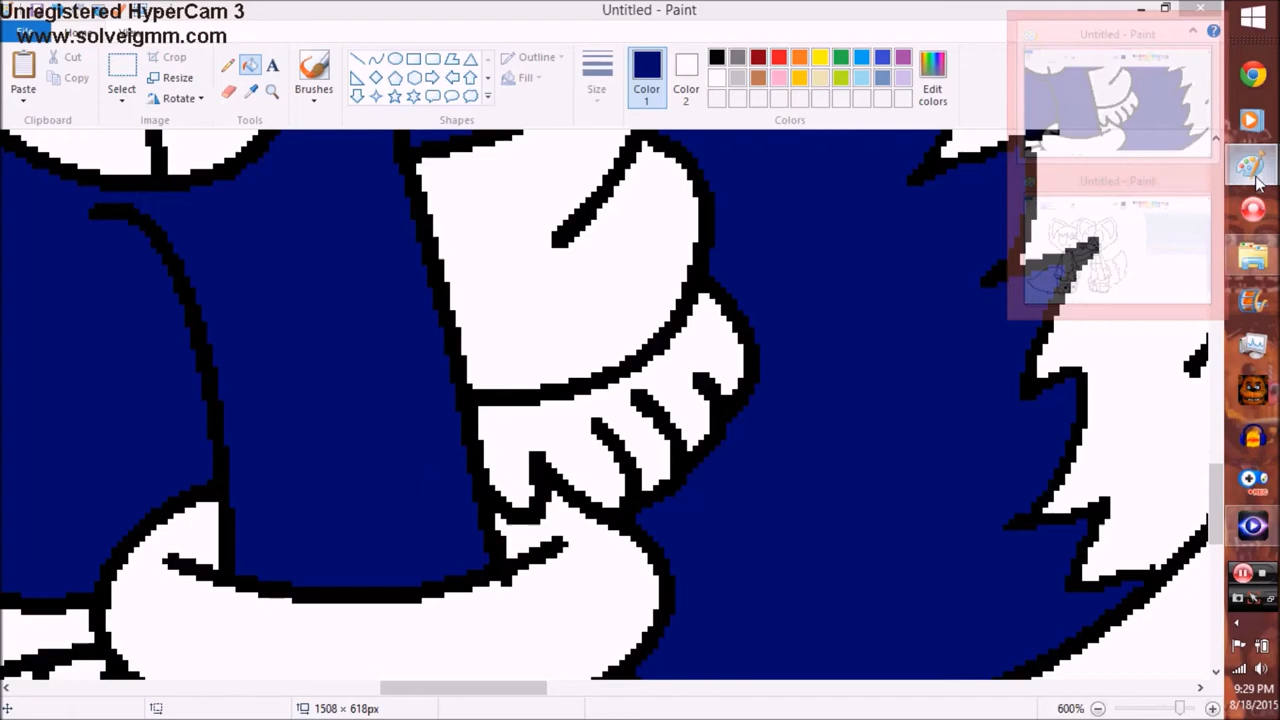 Unregistered HyperCam 3
www.solveigmm.com
Untitled - Paint
Paste
Cut
Copy
Clipboard
Select
Crop
Resize
Rotate
Image
A
Tools
Brushes
Outline
Fill
Shapes
Size
Color 1
Color 2
Edit colors
Colors
Untitled - Paint
Untitled - Paint
REC
1508 × 618px
600%
9:29 PM
8/18/2015